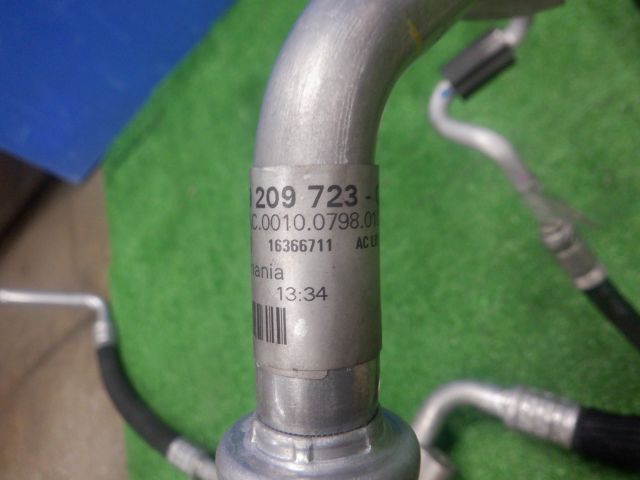 209 723 -
C.0010.0798.01
16366711 AC
ania
13:34